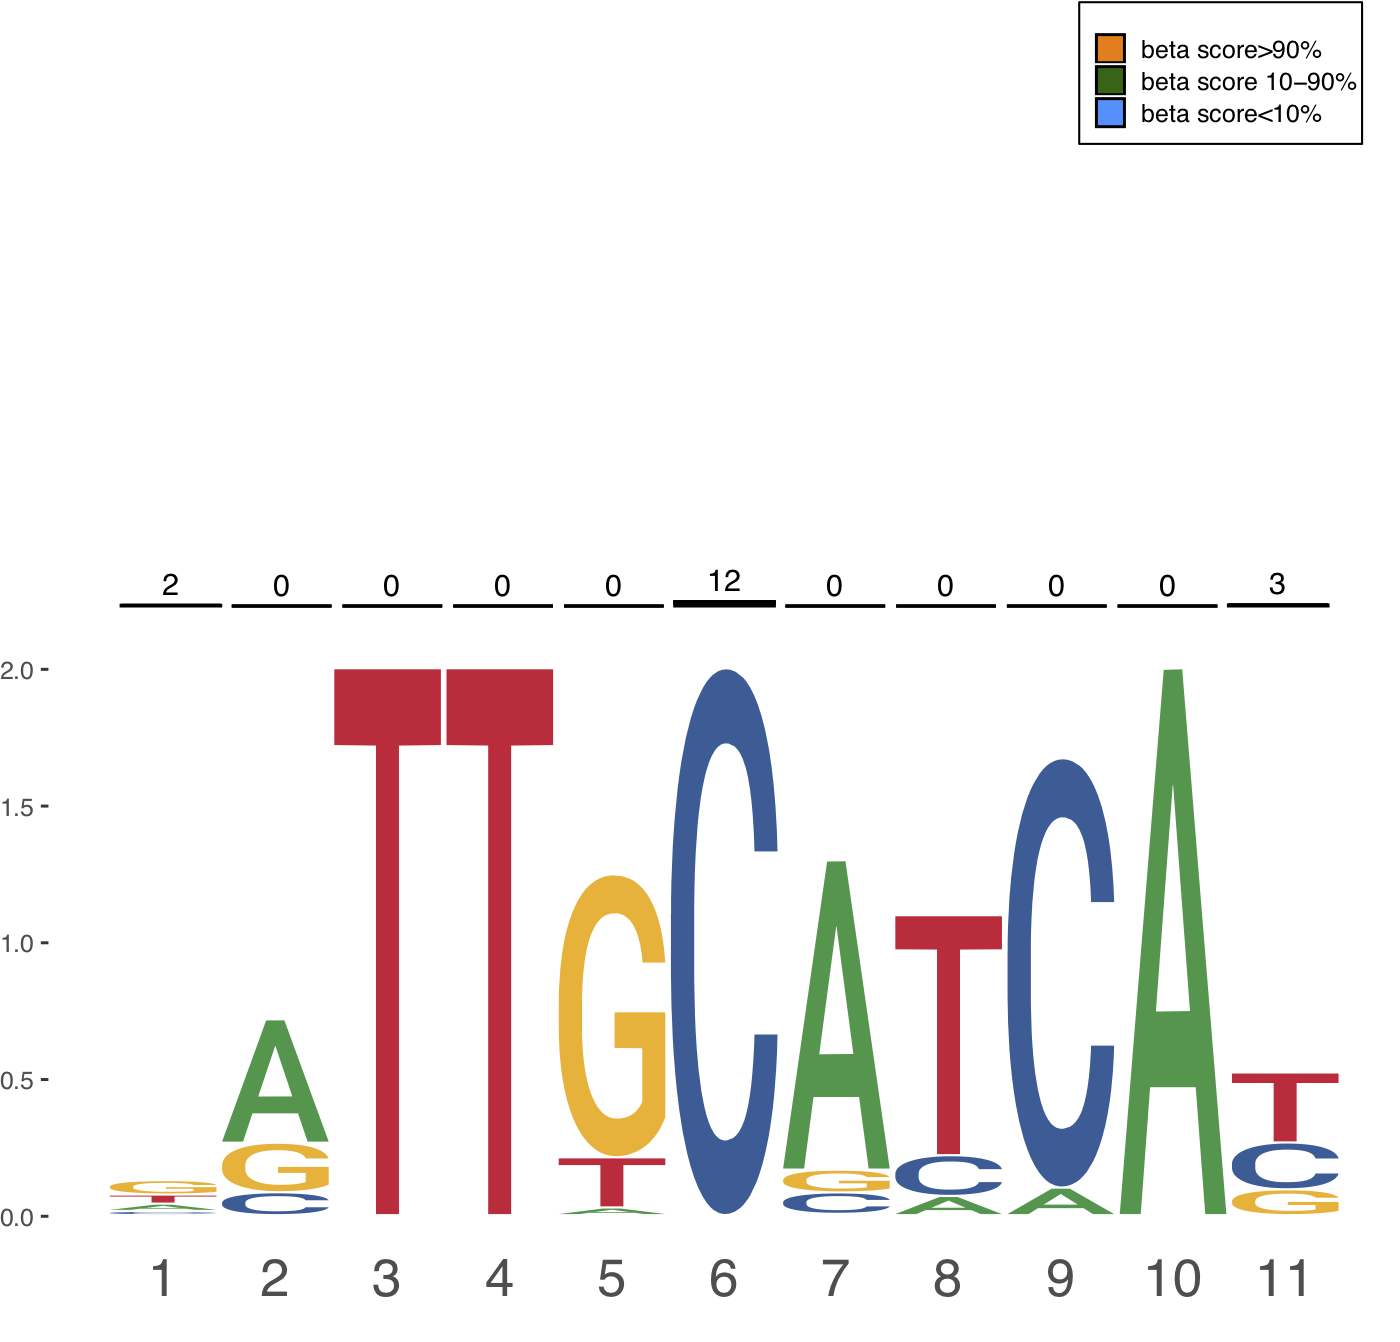 beta score>90%
beta score 10–90%
beta score<10%
2 0 0 0 0 12 0 0 0 0 3
2.0
1.5
1.0
0.5
0.0
G T A C
A G C
T
T
G T A
C
A G C
T C A
C A
A
T C G
1 2 3 4 5 6 7 8 9 10 11